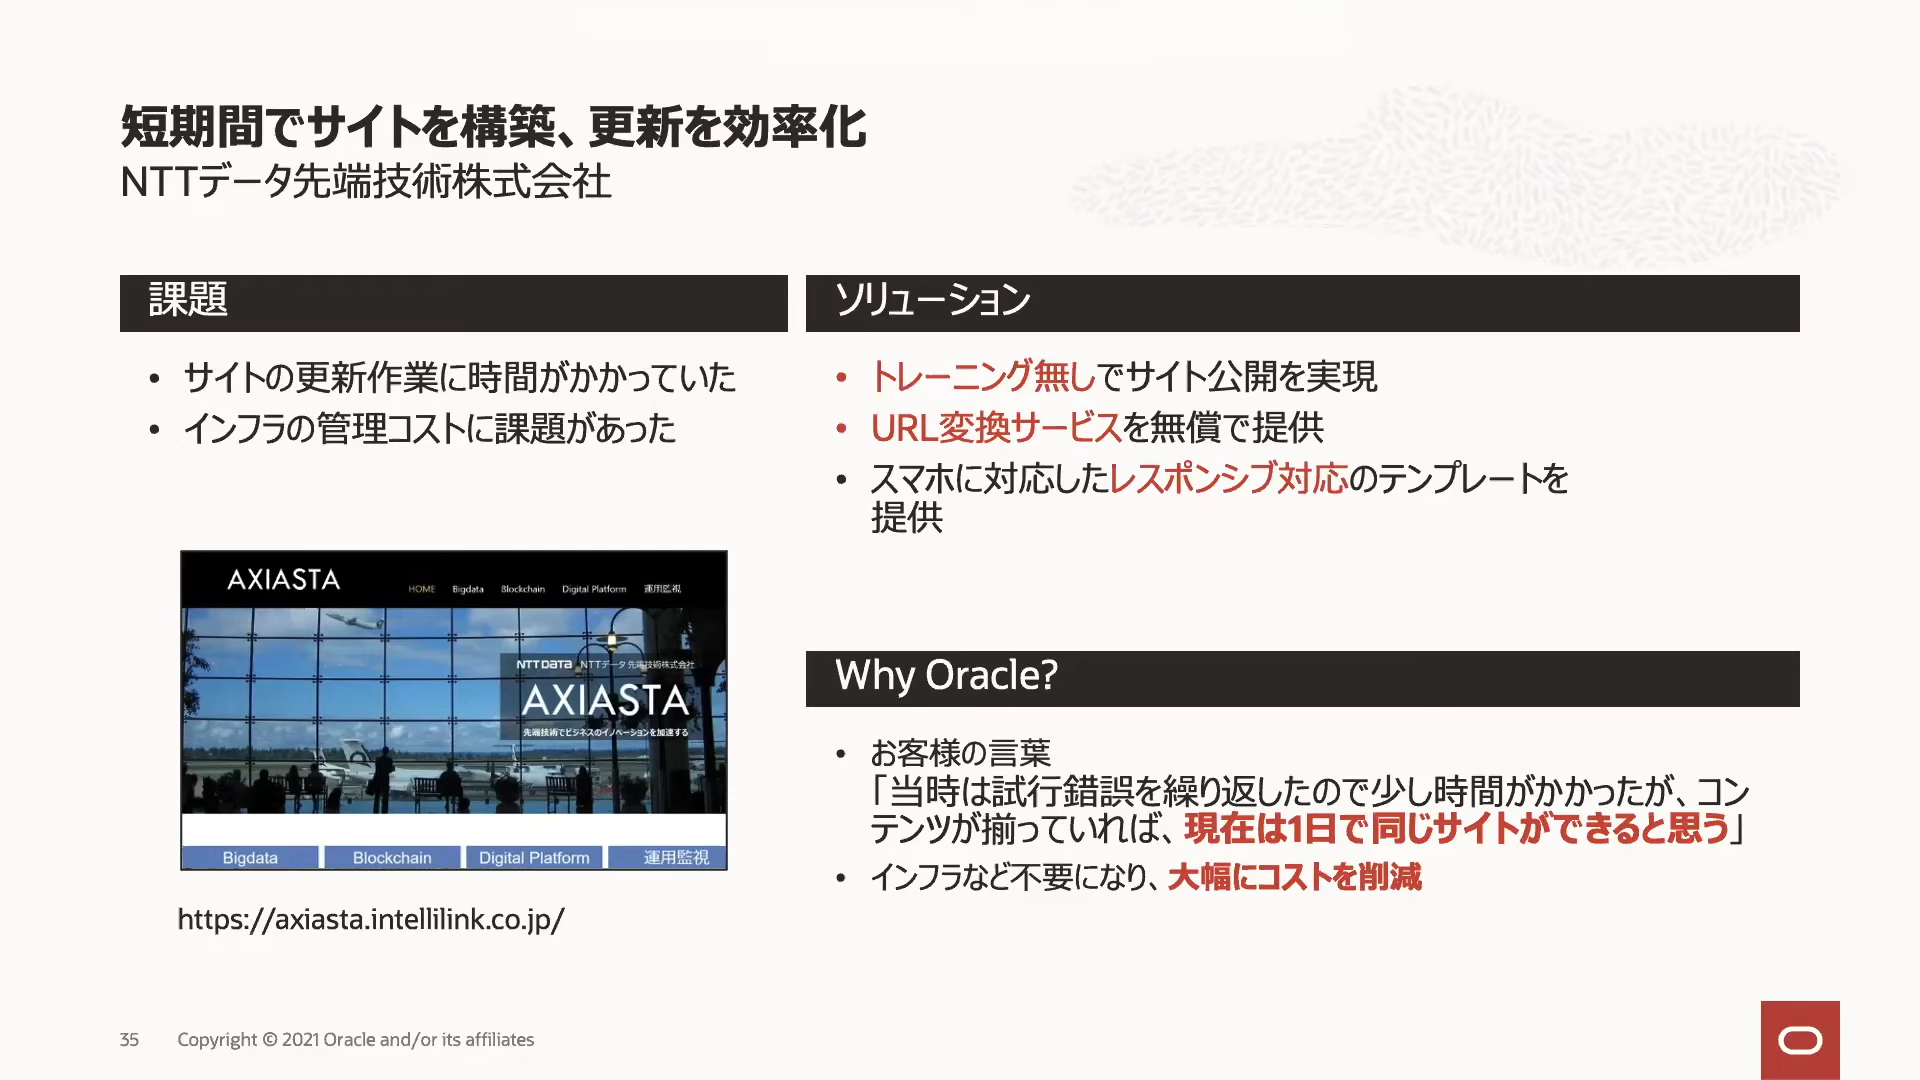 短期間でサイトを構築、更新を効率化
NTTデータ先端技術株式会社
課題
• サイトの更新作業に時間がかかっていた
• インフラの管理コストに課題があった
AXIASTA
HOME Bigdata Blockchain Digital Platform 運用監視
NTT DATA NTTデータ先端技術株式会社
AXIASTA
先端技術でビジネスのイノベーションを加速する
Bigdata Blockchain Digital Platform 運用監視
https://axiasta.intellilink.co.jp/
ソリューション
• トレーニング無しでサイト公開を実現
• URL変換サービスを無償で提供
• スマホに対応したレスポンシブ対応のテンプレートを
提供
Why Oracle?
• お客様の言葉
「当時は試行錯誤を繰り返したので少し時間がかかったが、コン
テンツが揃っていれば、現在は1日で同じサイトができると思う」
• インフラなど不要になり、大幅にコストを削減
35 Copyright © 2021 Oracle and/or its affiliates